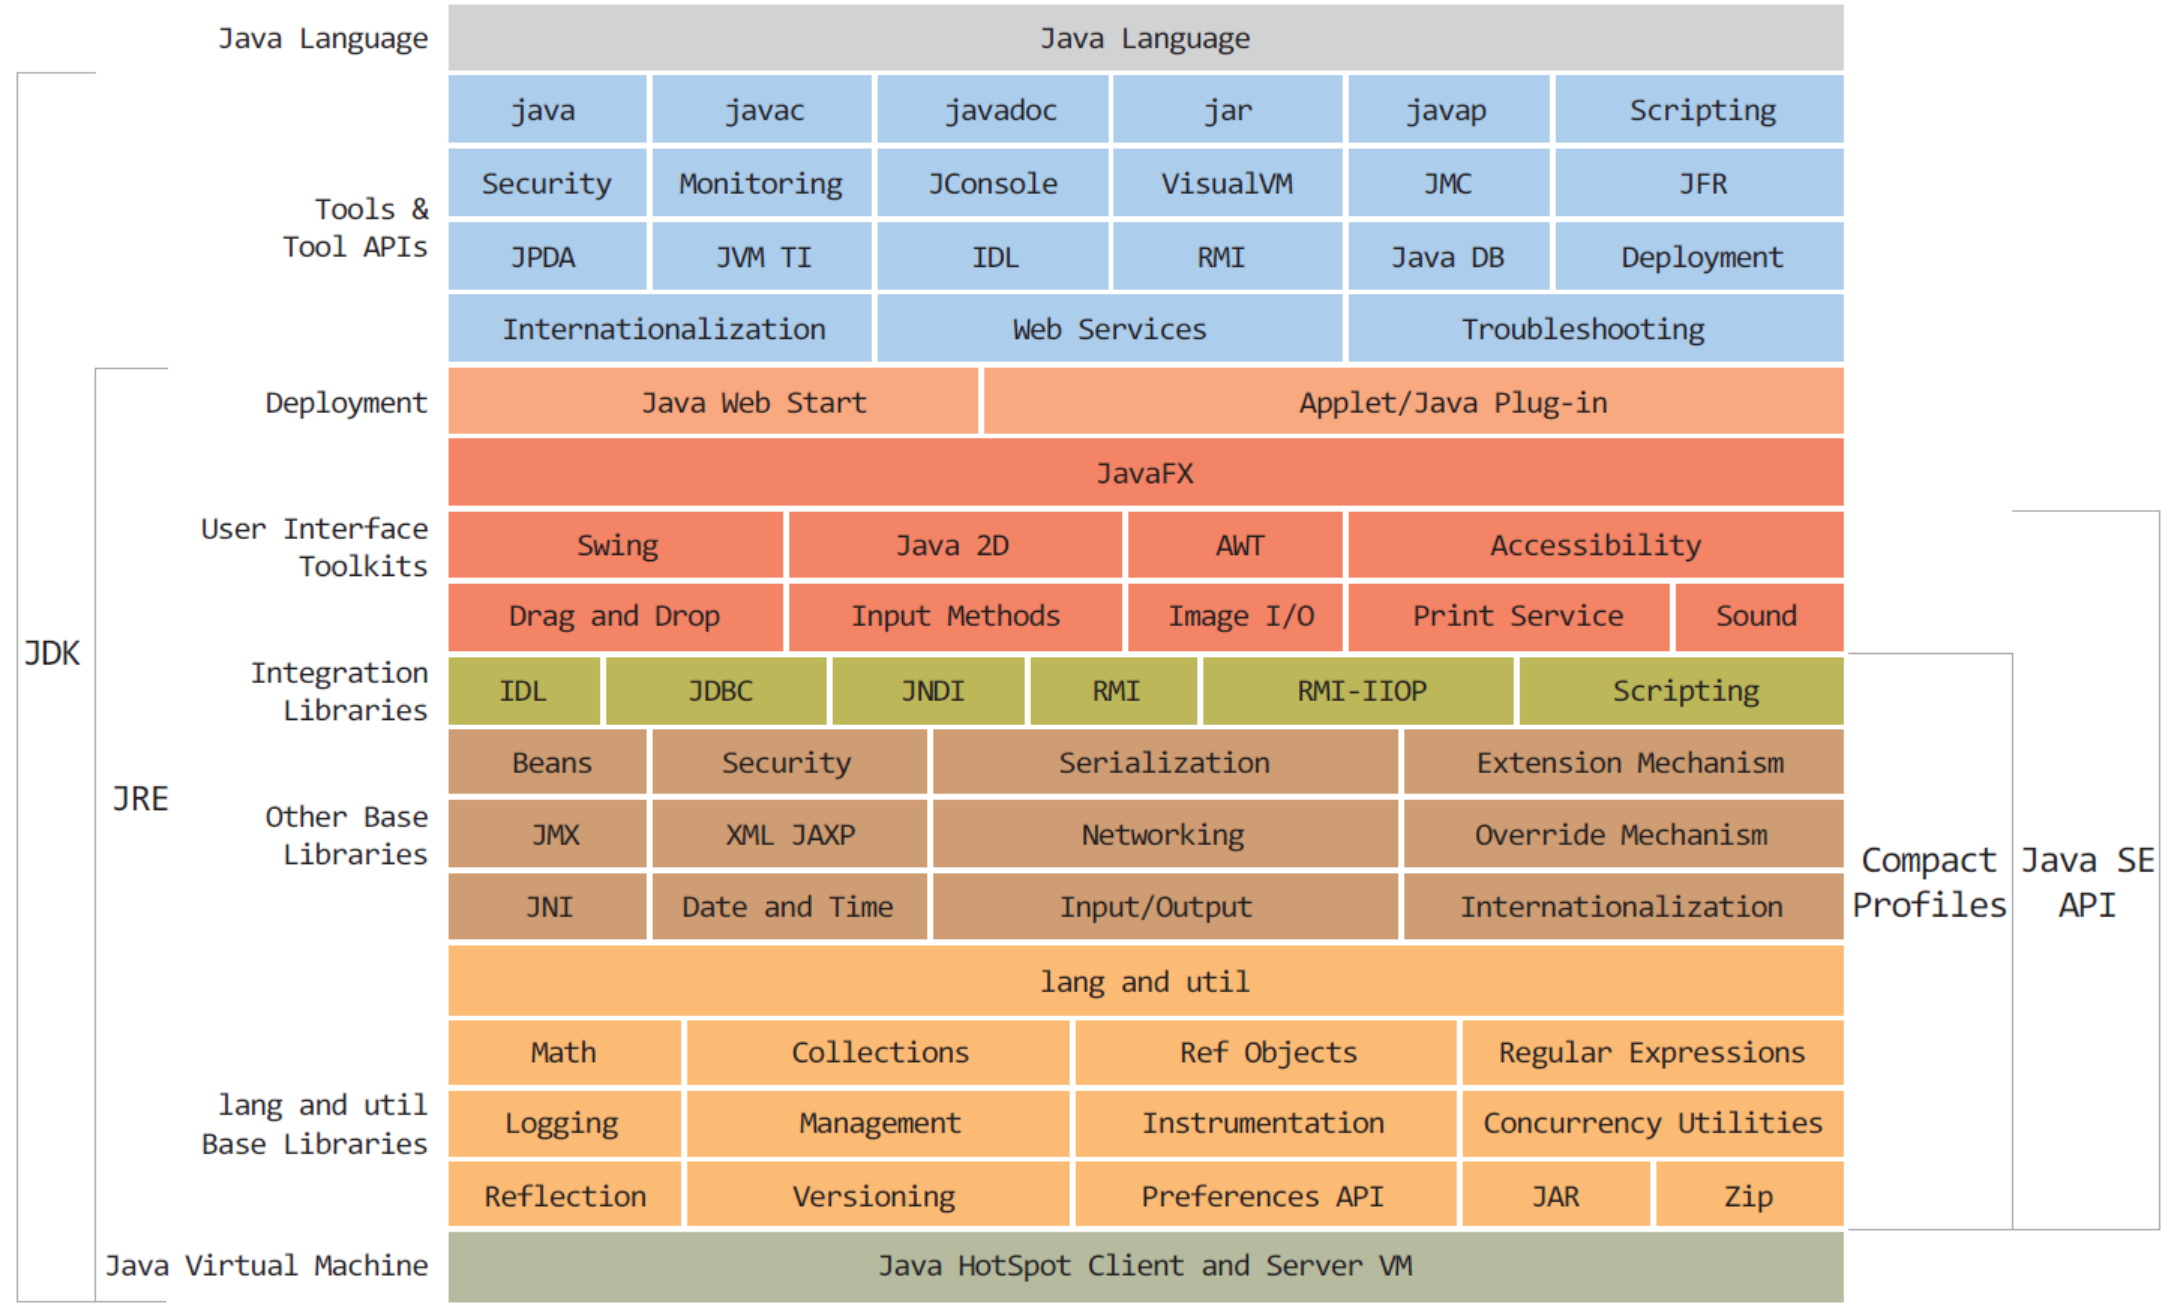 Java Language
Java Language
java
javac
javadoc
jar
javap
Scripting
Tools &
Tool APIs
Security
Monitoring
JConsole
VisualVM
JMC
JFR
JPDA
JVM TI
IDL
RMI
Java DB
Deployment
Internationalization
Web Services
Troubleshooting
Deployment
Java Web Start
Applet/Java Plug-in
JavaFX
User Interface
Toolkits
Swing
Java 2D
AWT
Accessibility
Drag and Drop
Input Methods
Image I/O
Print Service
Sound
JDK
Integration
Libraries
IDL
JDBC
JNDI
RMI
RMI-IIOP
Scripting
JRE
Other Base
Libraries
Beans
Security
Serialization
Extension Mechanism
JMX
XML JAXP
Networking
Override Mechanism
JNI
Date and Time
Input/Output
Internationalization
Compact
Profiles
Java SE
API
lang and util
lang and util
Base Libraries
Math
Collections
Ref Objects
Regular Expressions
Logging
Management
Instrumentation
Concurrency Utilities
Reflection
Versioning
Preferences API
JAR
Zip
Java Virtual Machine
Java HotSpot Client and Server VM